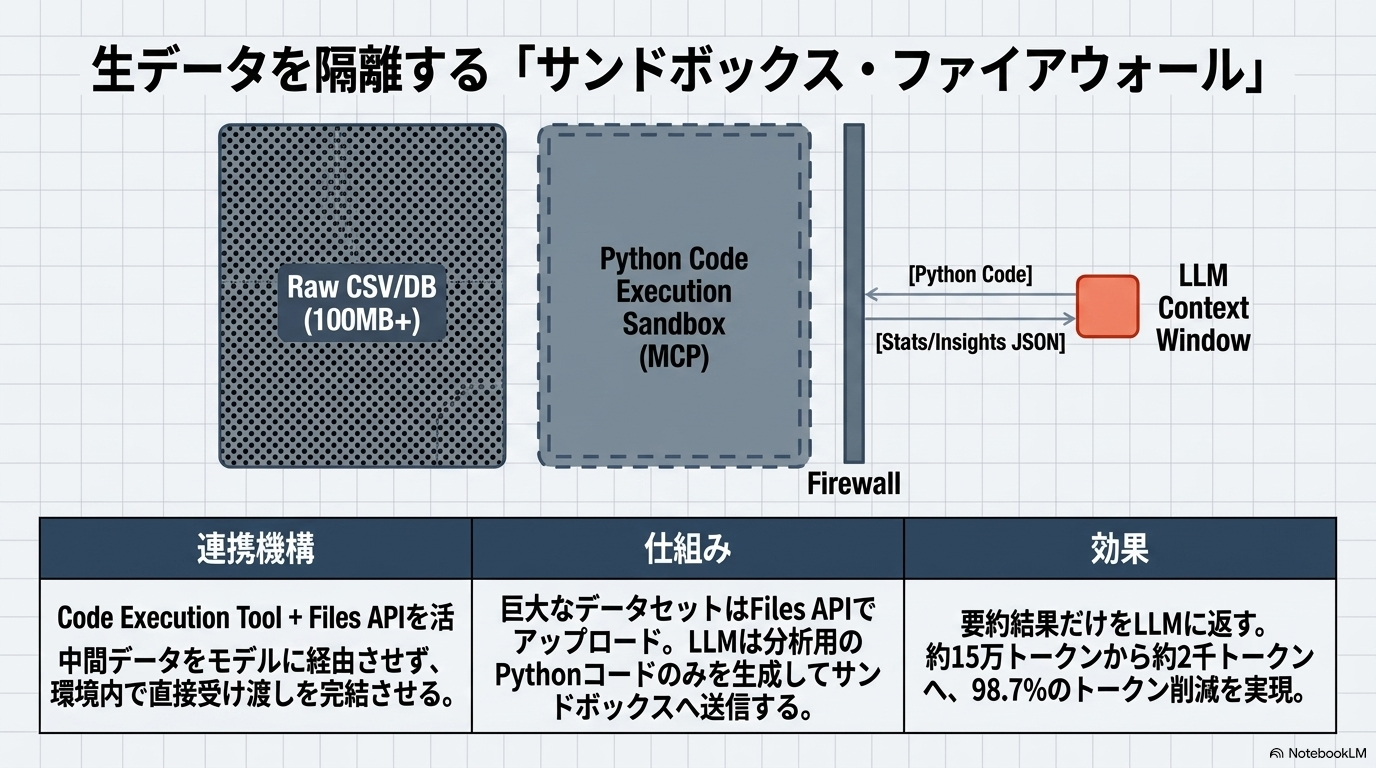 生データを隔離する「サンドボックス・ファイアウォール」
Raw CSV/DB
(100MB+)
Python Code
Execution
Sandbox
(MCP)
[Python Code]
[Stats/Insights JSON]
LLM
Context
Window
Firewall
連携機構
Code Execution Tool + Files APIを活
中間データをモデルに経由させず、
環境内で直接受け渡しを完結させる。
仕組み
巨大なデータセットはFiles APIで
アップロード。LLMは分析用の
Pythonコードのみを生成してサン
ドボックスへ送信する。
効果
要約結果だけをLLMに返す。
約15万トークンから約2千トークン
へ、98.7%のトークン削減を実現。
NotebookLM